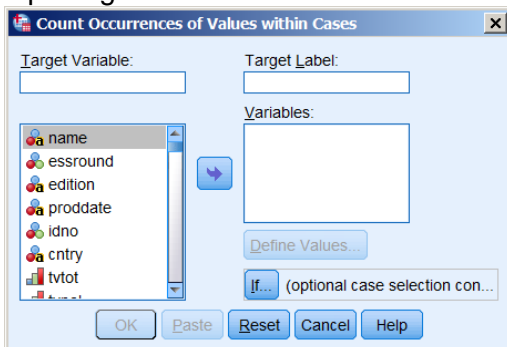 Count Occurrences of Values within Cases
Target Variable:
Target Label:
Variables:
name
essround
edition
proddate
idno
cntry
tvtot
Define Values...
If... (optional case selection con...
OK Paste Reset Cancel Help